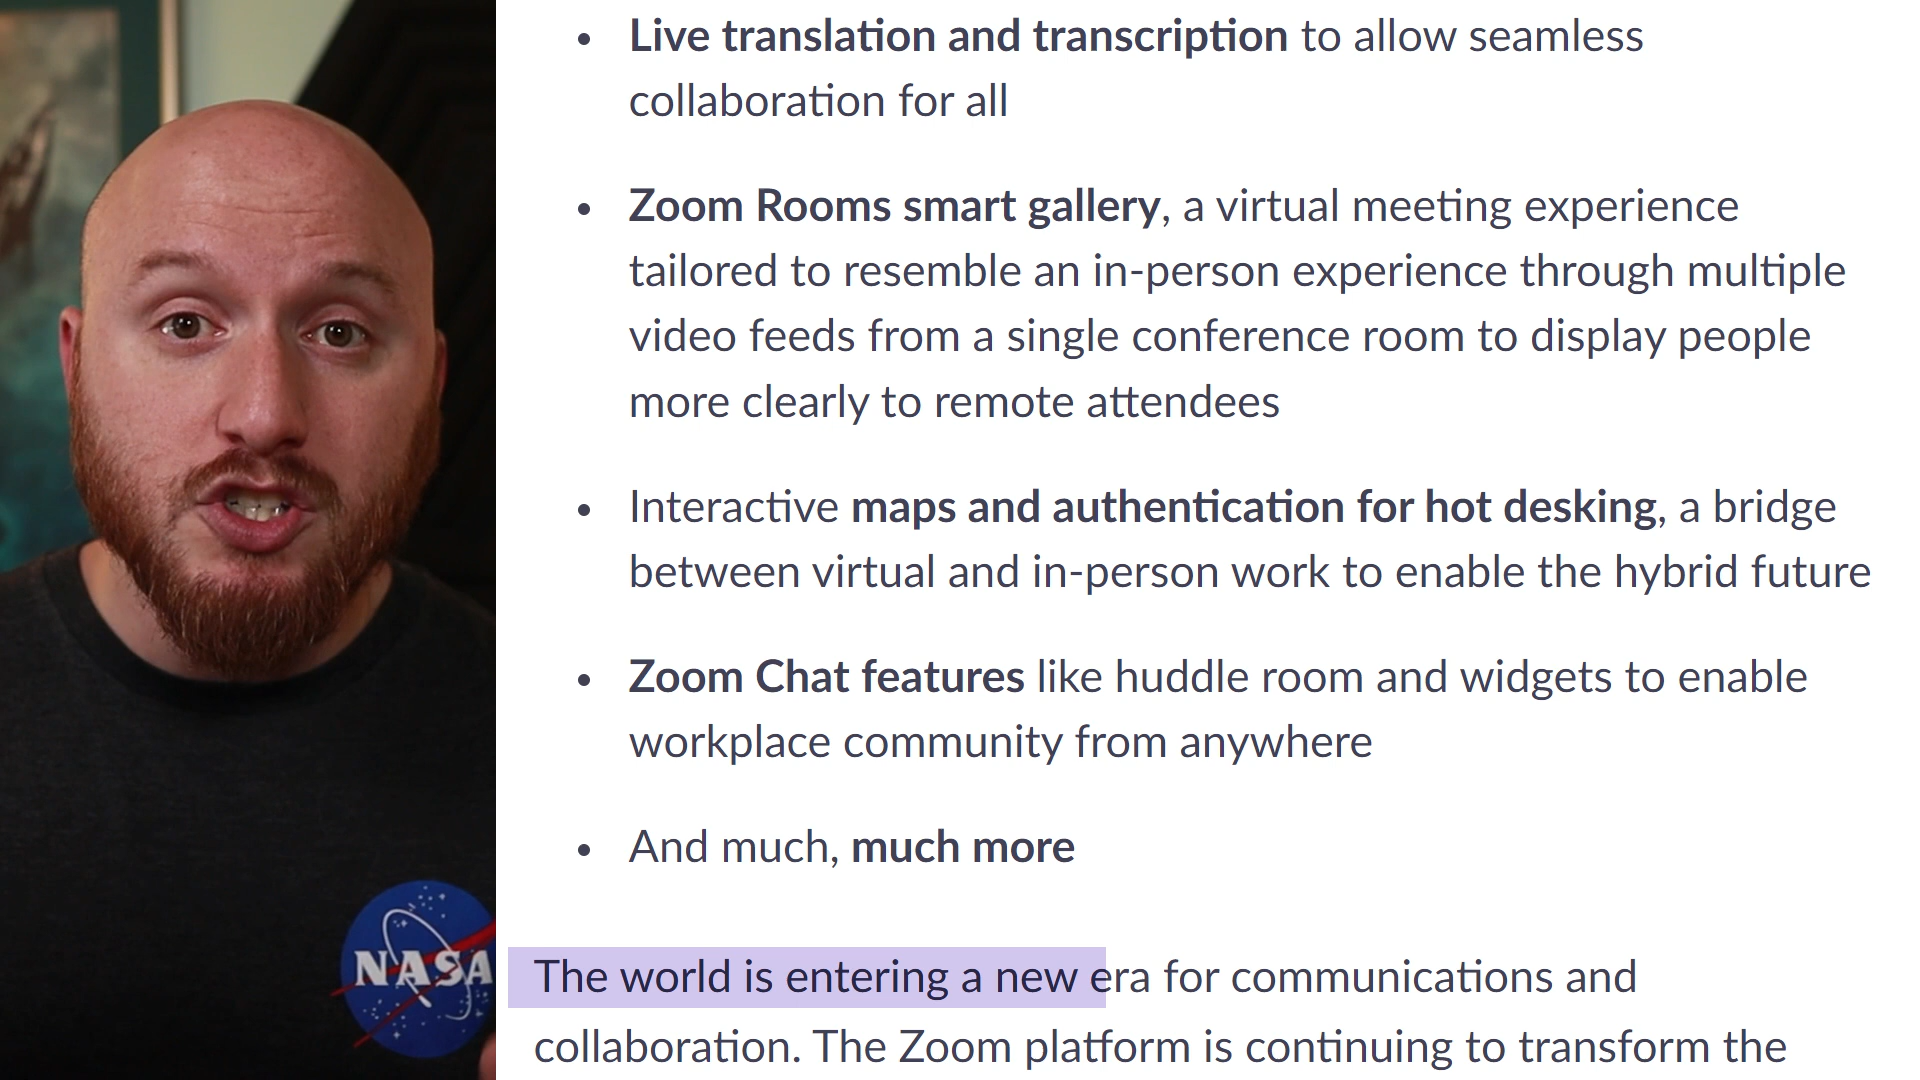 Live translation and transcription to allow seamless
collaboration for all
Zoom Rooms smart gallery, a virtual meeting experience
tailored to resemble an in-person experience through multiple
video feeds from a single conference room to display people
more clearly to remote attendees
Interactive maps and authentication for hot desking, a bridge
between virtual and in-person work to enable the hybrid future
Zoom Chat features like huddle room and widgets to enable
workplace community from anywhere
And much, much more
The world is entering a new era for communications and
collaboration. The Zoom platform is continuing to transform the
NASA